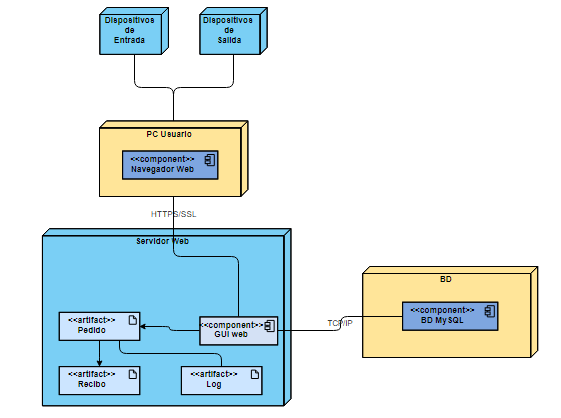 Dispositivos
de
Entrada
Dispositivos
de
Salida
PC Usuario
<<component>>
Navegador Web
HTTPS/SSL
Servidor Web
BD
<<artifact>>
Pedido
<<component>>
GUI web
TCP/IP
<<component>>
BD MySQL
<<artifact>>
Recibo
<<artifact>>
Log